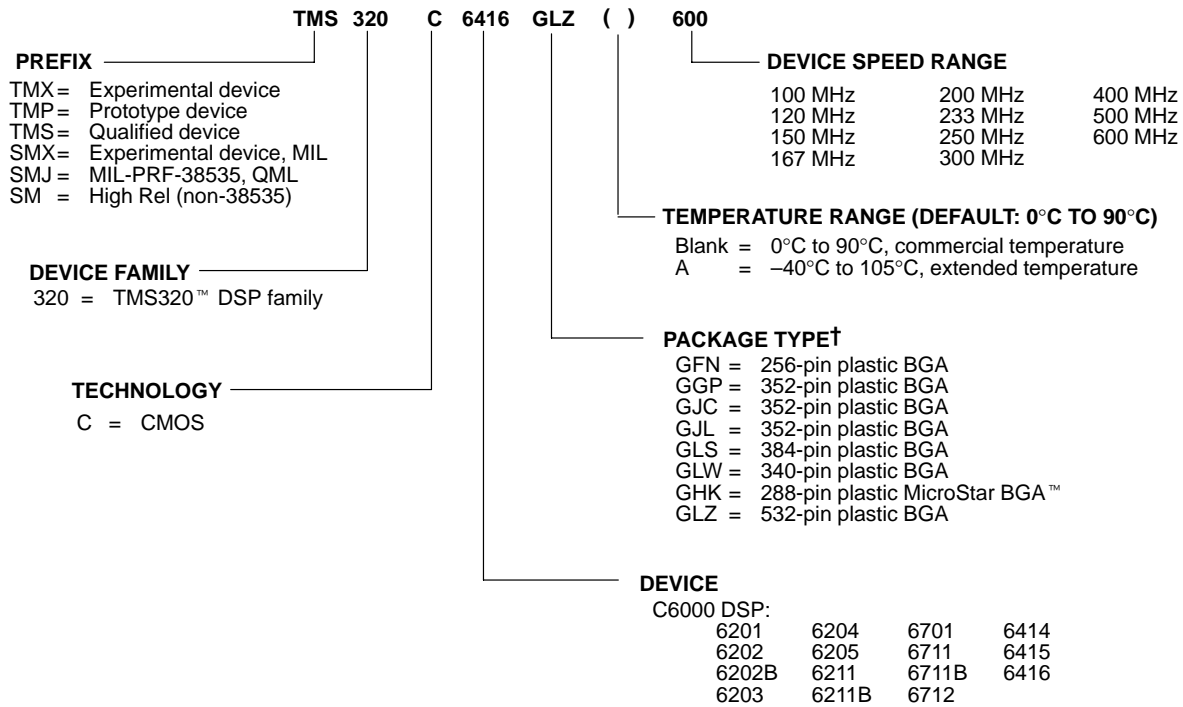 TMS 320 C 6416 GLZ ( ) 600
PREFIX
TMX = Experimental device
TMP = Prototype device
TMS = Qualified device
SMX = Experimental device, MIL
SMJ = MIL-PRF-38535, QML
SM = High Rel (non-38535)
DEVICE SPEED RANGE
100 MHz 200 MHz 400 MHz
120 MHz 233 MHz 500 MHz
150 MHz 250 MHz 600 MHz
167 MHz 300 MHz
TEMPERATURE RANGE (DEFAULT: 0°C TO 90°C)
Blank = 0°C to 90°C, commercial temperature
A = –40°C to 105°C, extended temperature
DEVICE FAMILY
320 = TMS320™ DSP family
PACKAGE TYPE†
GFN = 256-pin plastic BGA
GGP = 352-pin plastic BGA
GJC = 352-pin plastic BGA
GJL = 352-pin plastic BGA
GLS = 384-pin plastic BGA
GLW = 340-pin plastic BGA
GHK = 288-pin plastic MicroStar BGA™
GLZ = 532-pin plastic BGA
TECHNOLOGY
C = CMOS
DEVICE
C6000 DSP:
6201 6204 6701 6414
6202 6205 6711 6415
6202B 6211 6711B 6416
6203 6211B 6712